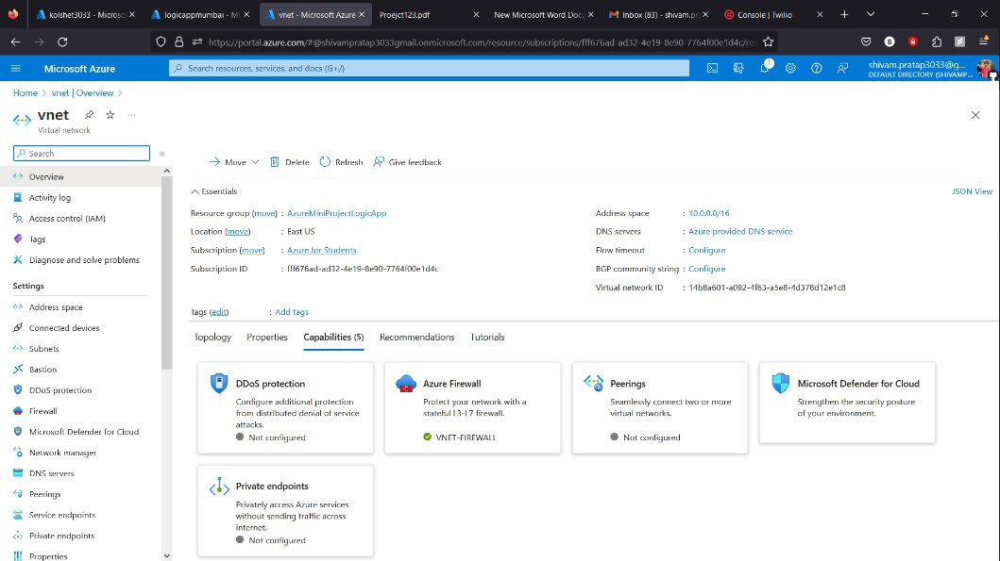 kolshet3033 - Microso
logicappmumbai - M
vnet - Microsoft Azure
Proejct123.pdf
New Microsoft Word Docu
Inbox (83) - shivam.pr
Console | Twilio
https://portal.azure.com/#@shivampratap3033gmail.onmicrosoft.com/resource/subscriptions/fff676ad-ad32-4e19-8e90-7764f00e1d4c/re
Microsoft Azure
Search resources, services, and docs (G+/)
1
shivam.pratap3033@g...
DEFAULT DIRECTORY (SHIVAMP...
Home > vnet | Overview >
vnet
Virtual network
Search
Move
Delete
Refresh
Give feedback
Overview
Activity log
Access control (IAM)
Tags
Diagnose and solve problems
Settings
Address space
Connected devices
Subnets
Bastion
DDoS protection
Firewall
Microsoft Defender for Cloud
Network manager
DNS servers
Peerings
Service endpoints
Private endpoints
Properties
Essentials
JSON View
Resource group (move) : AzureMiniProjectLogicApp
Location (move) : East US
Subscription (move) : Azure for Students
Subscription ID : fff676ad-ad32-4e19-8e90-7764f00e1d4c
Address space : 10.0.0.0/16
DNS servers : Azure provided DNS service
Flow timeout : Configure
BGP community string : Configure
Virtual network ID : 14b8a601-a092-4f63-a5e8-4d378d12e1c8
Tags (edit) : Add tags
Topology
Properties
Capabilities (5)
Recommendations
Tutorials
DDoS protection
Configure additional protection
from distributed denial of service
attacks.
Not configured
Azure Firewall
Protect your network with a
stateful L3-L7 firewall.
VNET-FIREWALL
Peerings
Seamlessly connect two or more
virtual networks.
Not configured
Microsoft Defender for Cloud
Strengthen the security posture
of your environment.
Private endpoints
Privately access Azure services
without sending traffic across
internet.
Not configured